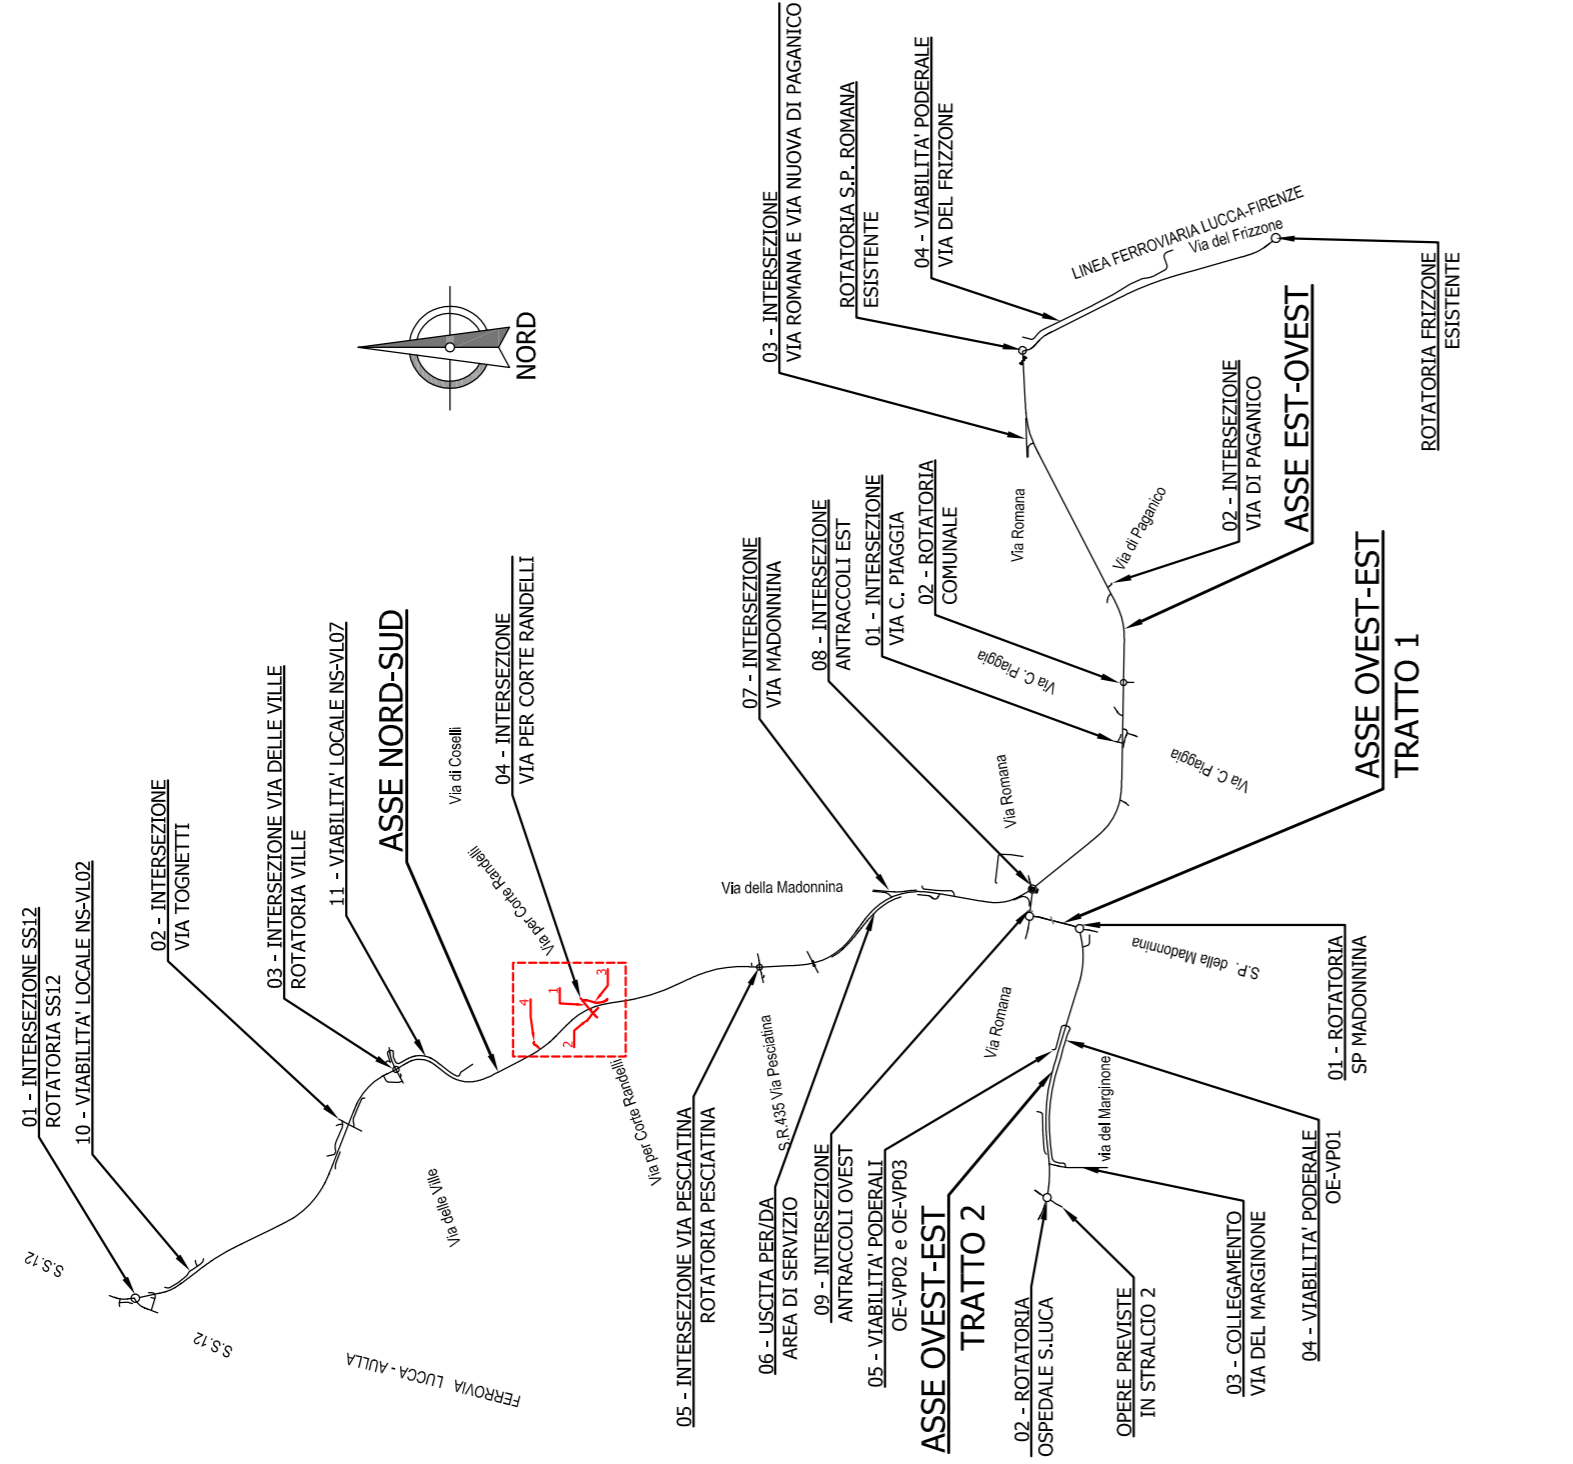 01 - INTERSEZIONE SS12
ROTATORIA SS12
10 - VIABILITA' LOCALE NS-VL02
02 - INTERSEZIONE
VIA TOGNETTI
03 - INTERSEZIONE VIA DELLE VILLE
ROTATORIA VILLE
11 - VIABILITA' LOCALE NS-VL07
ASSE NORD-SUD
Via di Coselli
04 - INTERSEZIONE
VIA PER CORTE RANDELLI
Via per Corte Randelli
NORD
S.S.12
S.S.12
FERROVIA LUCCA - AULLA
Via delle Ville
4
1
3
2
Via per Corte Randelli
05 - INTERSEZIONE VIA PESCIATINA
ROTATORIA PESCIATINA
S.R.435 Via Pesciatina
Via della Madonnina
07 - INTERSEZIONE
VIA MADONNINA
08 - INTERSEZIONE
ANTRACCOLI EST
01 - INTERSEZIONE
VIA C. PIAGGIA
02 - ROTATORIA
COMUNALE
03 - INTERSEZIONE
VIA ROMANA E VIA NUOVA DI PAGANICO
ROTATORIA S.P. ROMANA
ESISTENTE
04 - VIABILITA' PODERALE
VIA DEL FRIZZONE
LINEA FERROVIARIA LUCCA-FIRENZE
Via del Frizzone
ROTATORIA FRIZZONE
ESISTENTE
Via Romana
Via di Paganico
02 - INTERSEZIONE
VIA DI PAGANICO
ASSE EST-OVEST
Via C. Piaggia
Via C. Piaggia
Via Romana
ASSE OVEST-EST
TRATTO 1
S.P. della Madonnina
01 - ROTATORIA
SP MADONNINA
Via Romana
via del Marginone
06 - USCITA PER/DA
AREA DI SERVIZIO
09 - INTERSEZIONE
ANTRACCOLI OVEST
05 - VIABILITA' PODERALI
OE-VP02 e OE-VP03
ASSE OVEST-EST
TRATTO 2
02 - ROTATORIA
OSPEDALE S.LUCA
OPERE PREVISTE
IN STRALCIO 2
03 - COLLEGAMENTO
VIA DEL MARGINONE
04 - VIABILITA' PODERALE
OE-VP01